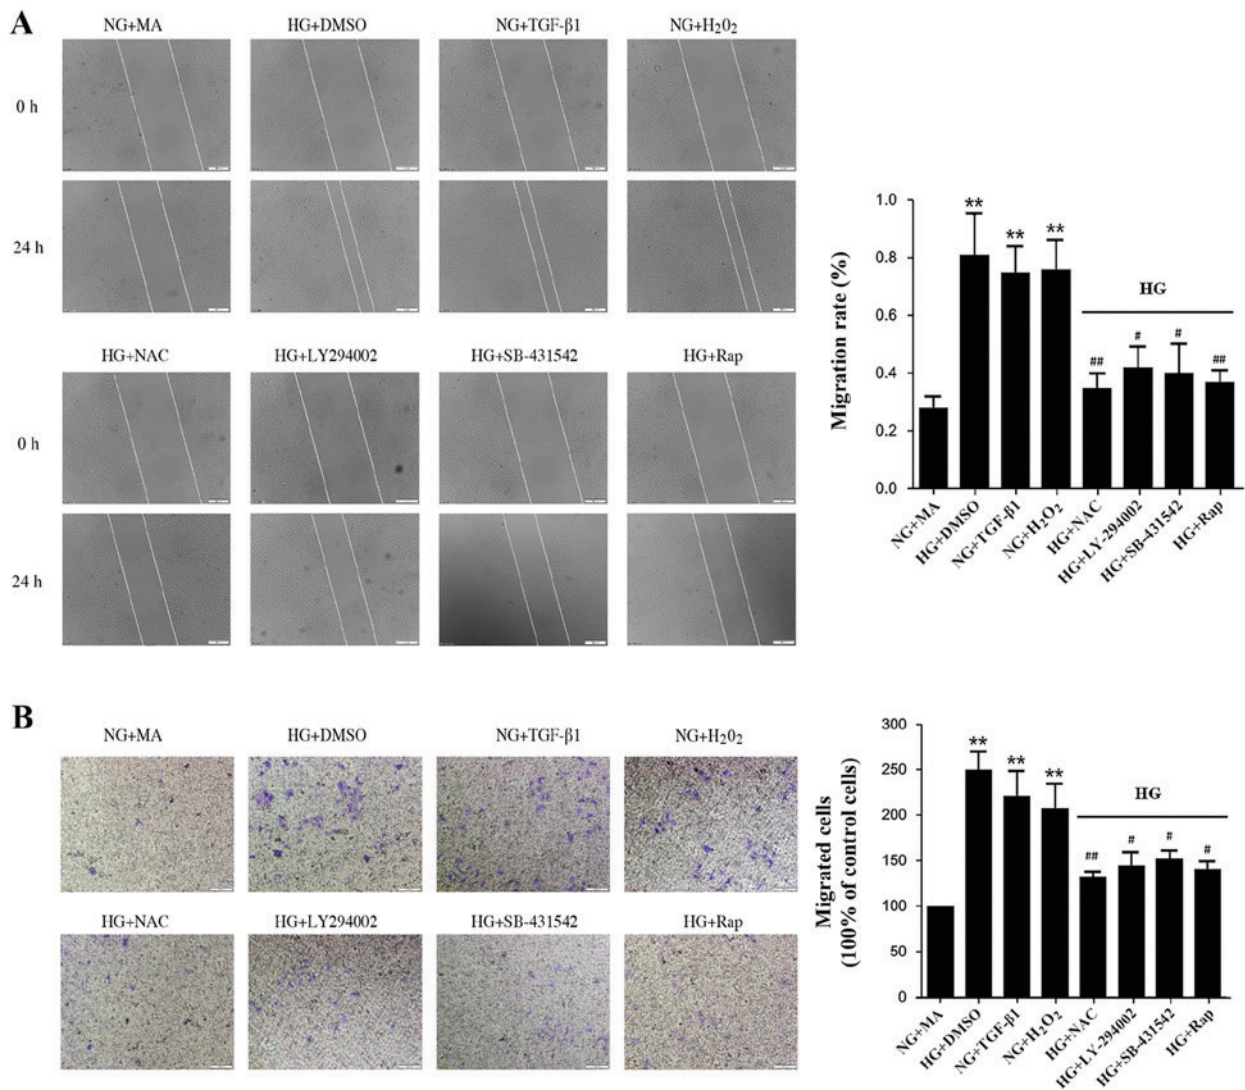 A
NG+MA HG+DMSO NG+TGF-β1 NG+H₂0₂
0 h
24 h
HG+NAC HG+LY294002 HG+SB-431542 HG+Rap
0 h
24 h
Migration rate (%)
1.0
0.8
0.6
0.4
0.2
0.0
** ** **
HG
## # # ##
NG+MA
HG+DMSO
NG+TGF-β1
NG+H₂O₂
HG+NAC
HG+LY-294002
HG+SB-431542
HG+Rap
B
NG+MA HG+DMSO NG+TGF-β1 NG+H₂0₂
HG+NAC HG+LY294002 HG+SB-431542 HG+Rap
Migrated cells
(100% of control cells)
300
250
200
150
100
50
0
** ** **
HG
## # # #
NG+MA
HG+DMSO
NG+TGF-β1
NG+H₂O₂
HG+NAC
HG+LY-294002
HG+SB-431542
HG+Rap